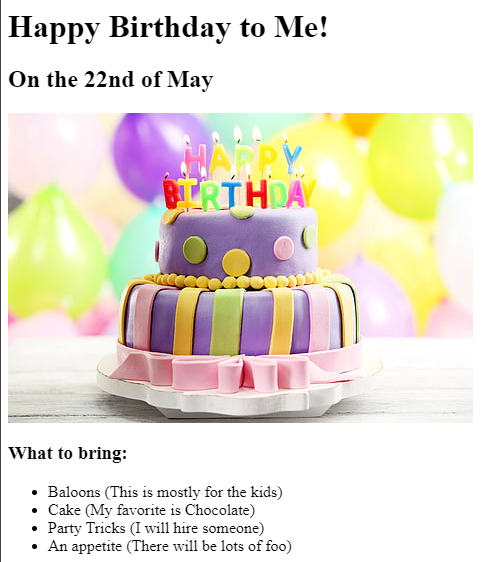 Happy Birthday to Me!
On the 22nd of May
HAPPY
BIRTHDAY
What to bring:
Baloons (This is mostly for the kids)
Cake (My favorite is Chocolate)
Party Tricks (I will hire someone)
An appetite (There will be lots of foo)